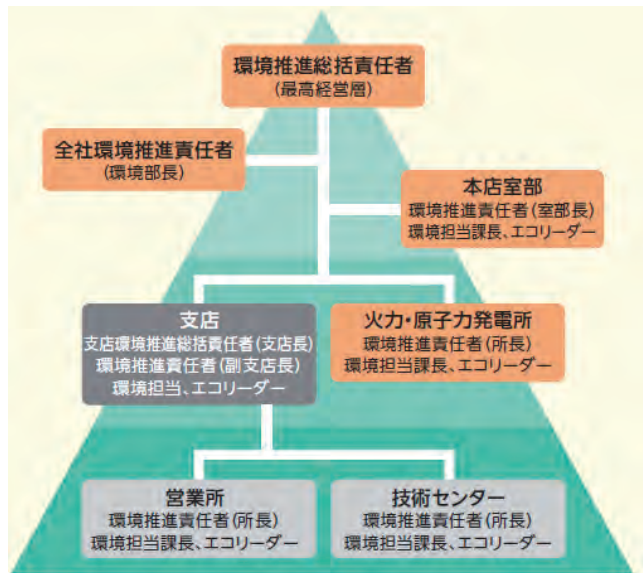 環境推進総括責任者
(最高経営層)
全社環境推進責任者
(環境部長)
本店室部
環境推進責任者(室部長)
環境担当課長、エコリーダー
支店
支店環境推進総括責任者(支店長)
環境推進責任者(副支店長)
環境担当、エコリーダー
火力・原子力発電所
環境推進責任者(所長)
環境担当課長、エコリーダー
営業所
環境推進責任者(所長)
環境担当課長、エコリーダー
技術センター
環境推進責任者(所長)
環境担当課長、エコリーダー